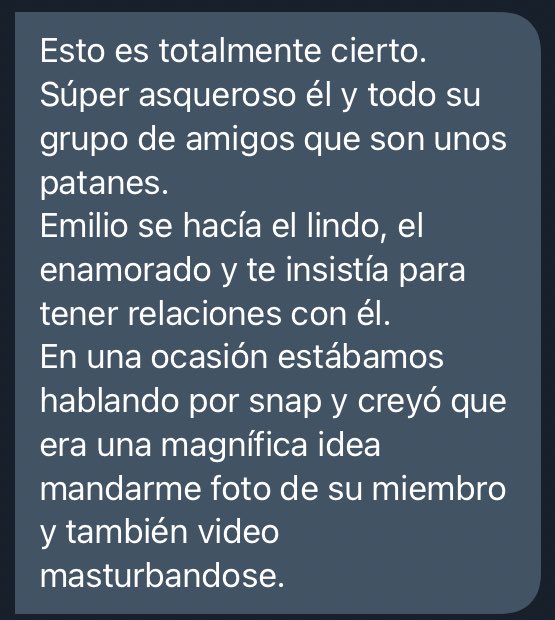 Esto es totalmente cierto.
Súper asqueroso él y todo su
grupo de amigos que son unos
patanes.
Emilio se hacía el lindo, el
enamorado y te insistía para
tener relaciones con él.
En una ocasión estábamos
hablando por snap y creyó que
era una magnífica idea
mandarme foto de su miembro
y también video
masturbandose.